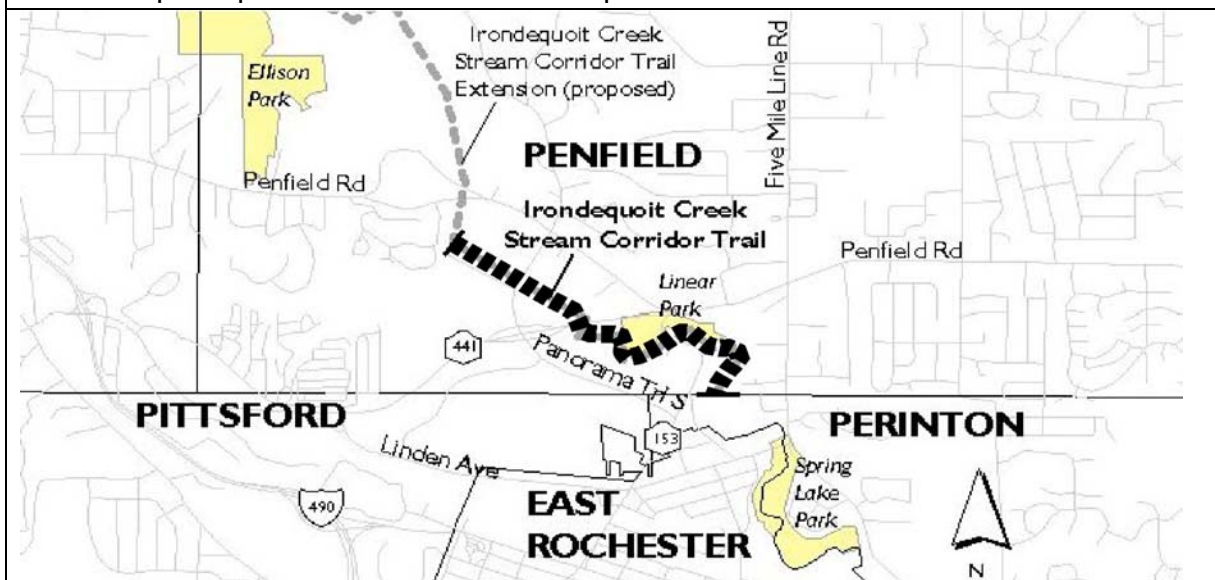 Irondequoit Creek
Stream Corridor Trail
Extension (proposed)
Ellison
Park
Five Mile Line Rd
PENFIELD
Penfield Rd
Irondequoit Creek
Stream Corridor Trail
Penfield Rd
Linear
Park
441
Panorama Trl S
PITTSFORD
PERINTON
153
Linden Ave
Spring
Lake
Park
490
EAST
ROCHESTER
N